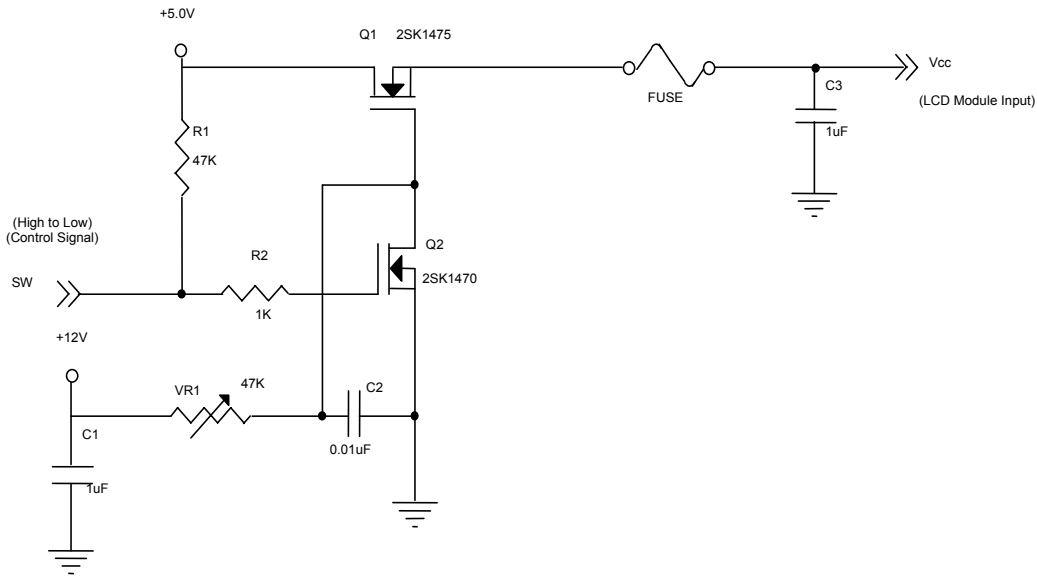 +5.0V
Q1 2SK1475
Vcc
FUSE
C3
(LCD Module Input)
R1
1uF
47K
(High to Low)
(Control Signal)
Q2
R2
SW
2SK1470
1K
+12V
VR1
47K
C2
C1
0.01uF
1uF